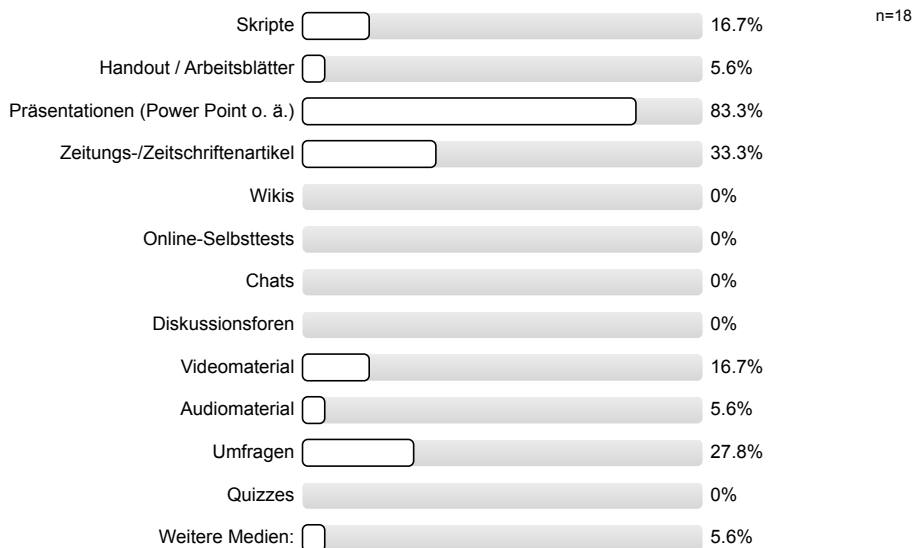 Skripte 16.7% n=18
Handout / Arbeitsblätter 5.6%
Präsentationen (Power Point o. ä.) 83.3%
Zeitungs-/Zeitschriftenartikel 33.3%
Wikis 0%
Online-Selbsttests 0%
Chats 0%
Diskussionsforen 0%
Videomaterial 16.7%
Audiomaterial 5.6%
Umfragen 27.8%
Quizzes 0%
Weitere Medien: 5.6%